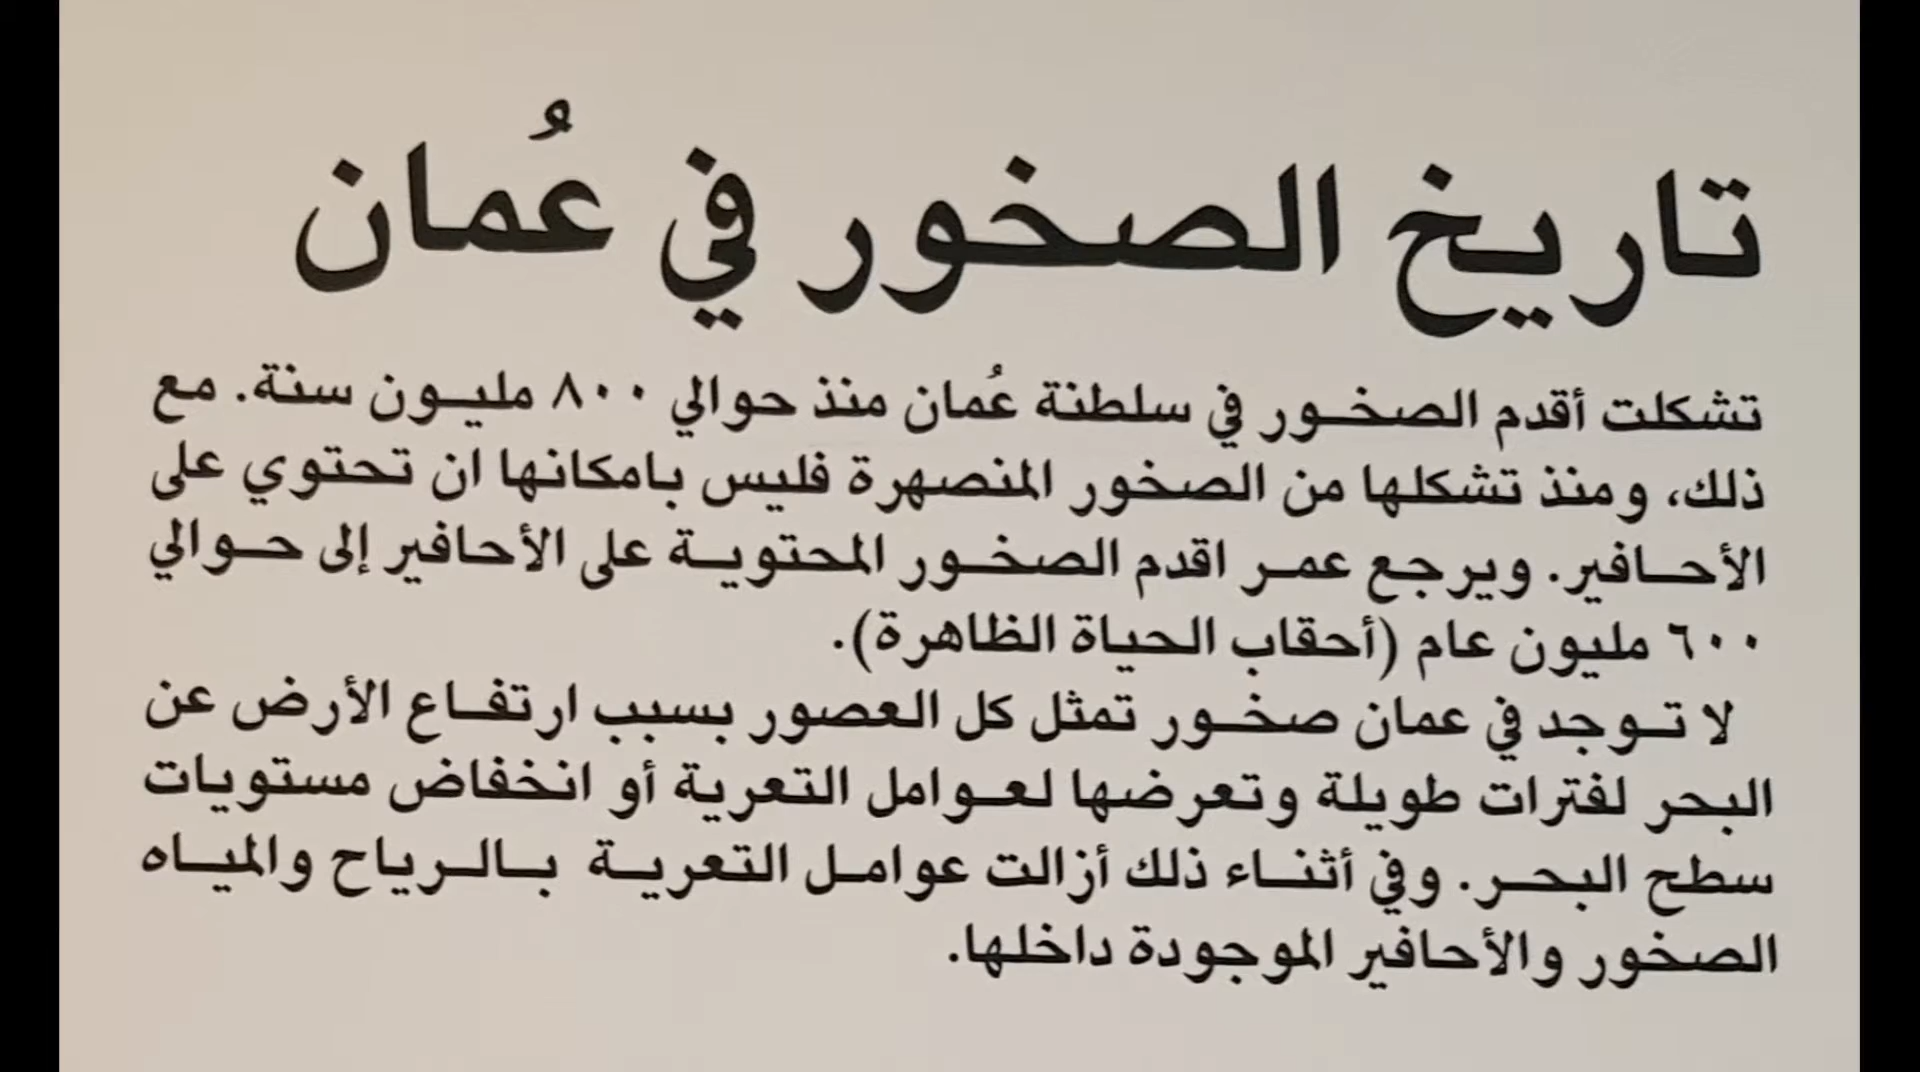 تاريخ الصخور في عُمان
تشكلت أقدم الصخور في سلطنة عُمان منذ حوالي ٨٠٠ مليون سنة. مع
ذلك، ومنذ تشكلها من الصخور المنصهرة فليس بامكانها ان تحتوي على
الأحافير. ويرجع عمر اقدم الصخور المحتوية على الأحافير إلى حوالي
٦٠٠ مليون عام (أحقاب الحياة الظاهرة).
لا توجد في عمان صخور تمثل كل العصور بسبب ارتفاع الأرض عن
البحر لفترات طويلة وتعرضها لعوامل التعرية أو انخفاض مستويات
سطح البحر. وفي أثناء ذلك أزالت عوامل التعرية بالرياح والمياه
الصخور والأحافير الموجودة داخلها.